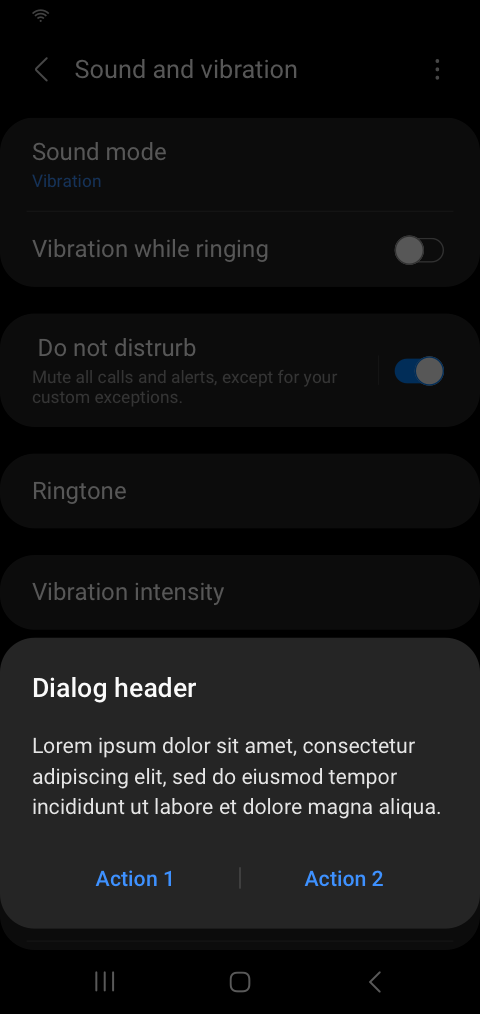 Sound and vibration
Sound mode
Vibration
Vibration while ringing
Do not distrurb
Mute all calls and alerts, except for your
custom exceptions.
Ringtone
Vibration intensity
Dialog header
Lorem ipsum dolor sit amet, consectetur
adipiscing elit, sed do eiusmod tempor
incididunt ut labore et dolore magna aliqua.
Action 1
Action 2